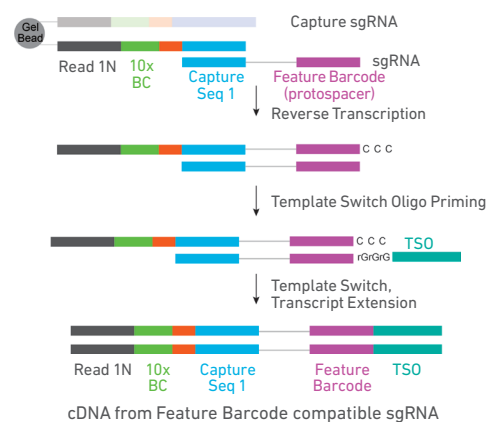 Gel
Bead
Capture sgRNA
sgRNA
Read 1N
10x
BC
Capture
Seq 1
Feature Barcode
(protospacer)
Reverse Transcription
C C C
Template Switch Oligo Priming
C C C
TSO
rGrGrG
Template Switch,
Transcript Extension
Read 1N
10x
BC
Capture
Seq 1
Feature
Barcode
TSO
cDNA from Feature Barcode compatible sgRNA